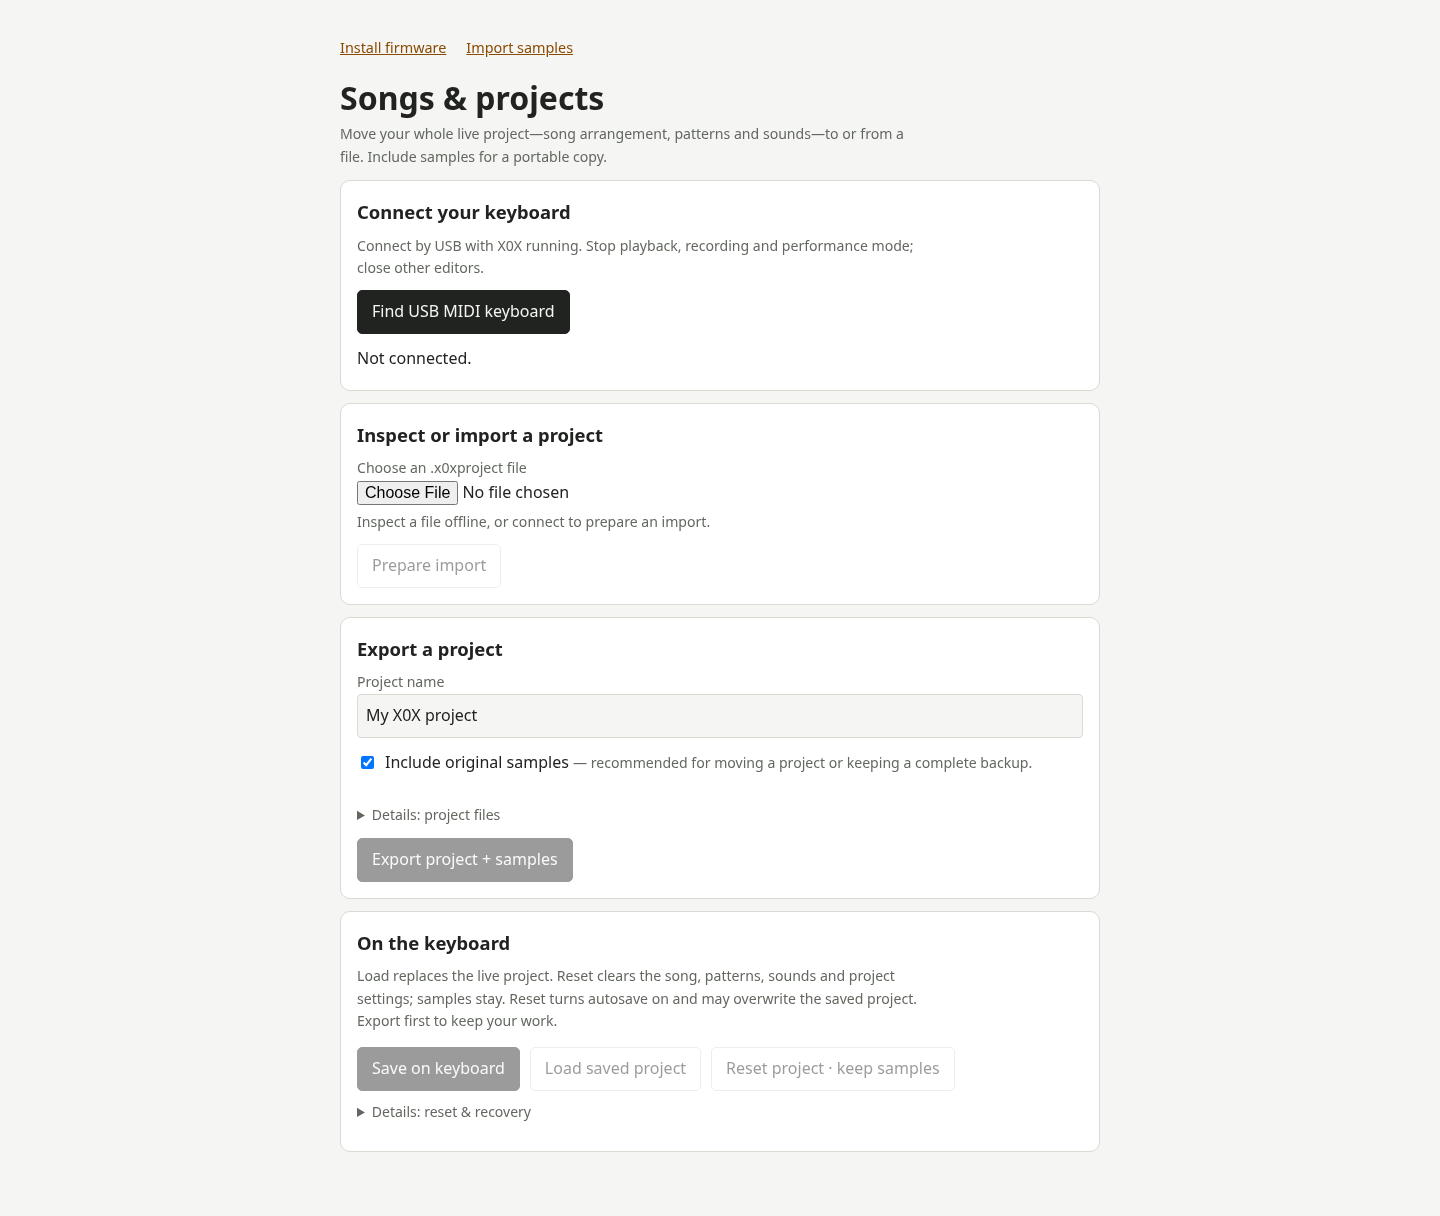 Install firmware Import samples
Songs & projects
Move your whole live project—song arrangement, patterns and sounds—to or from a
file. Include samples for a portable copy.
Connect your keyboard
Connect by USB with X0X running. Stop playback, recording and performance mode;
close other editors.
Find USB MIDI keyboard
Not connected.
Inspect or import a project
Choose an .x0xproject file
Choose File No file chosen
Inspect a file offline, or connect to prepare an import.
Prepare import
Export a project
Project name
My X0X project
Include original samples — recommended for moving a project or keeping a complete backup.
Details: project files
Export project + samples
On the keyboard
Load replaces the live project. Reset clears the song, patterns, sounds and project
settings; samples stay. Reset turns autosave on and may overwrite the saved project.
Export first to keep your work.
Save on keyboard Load saved project Reset project · keep samples
Details: reset & recovery